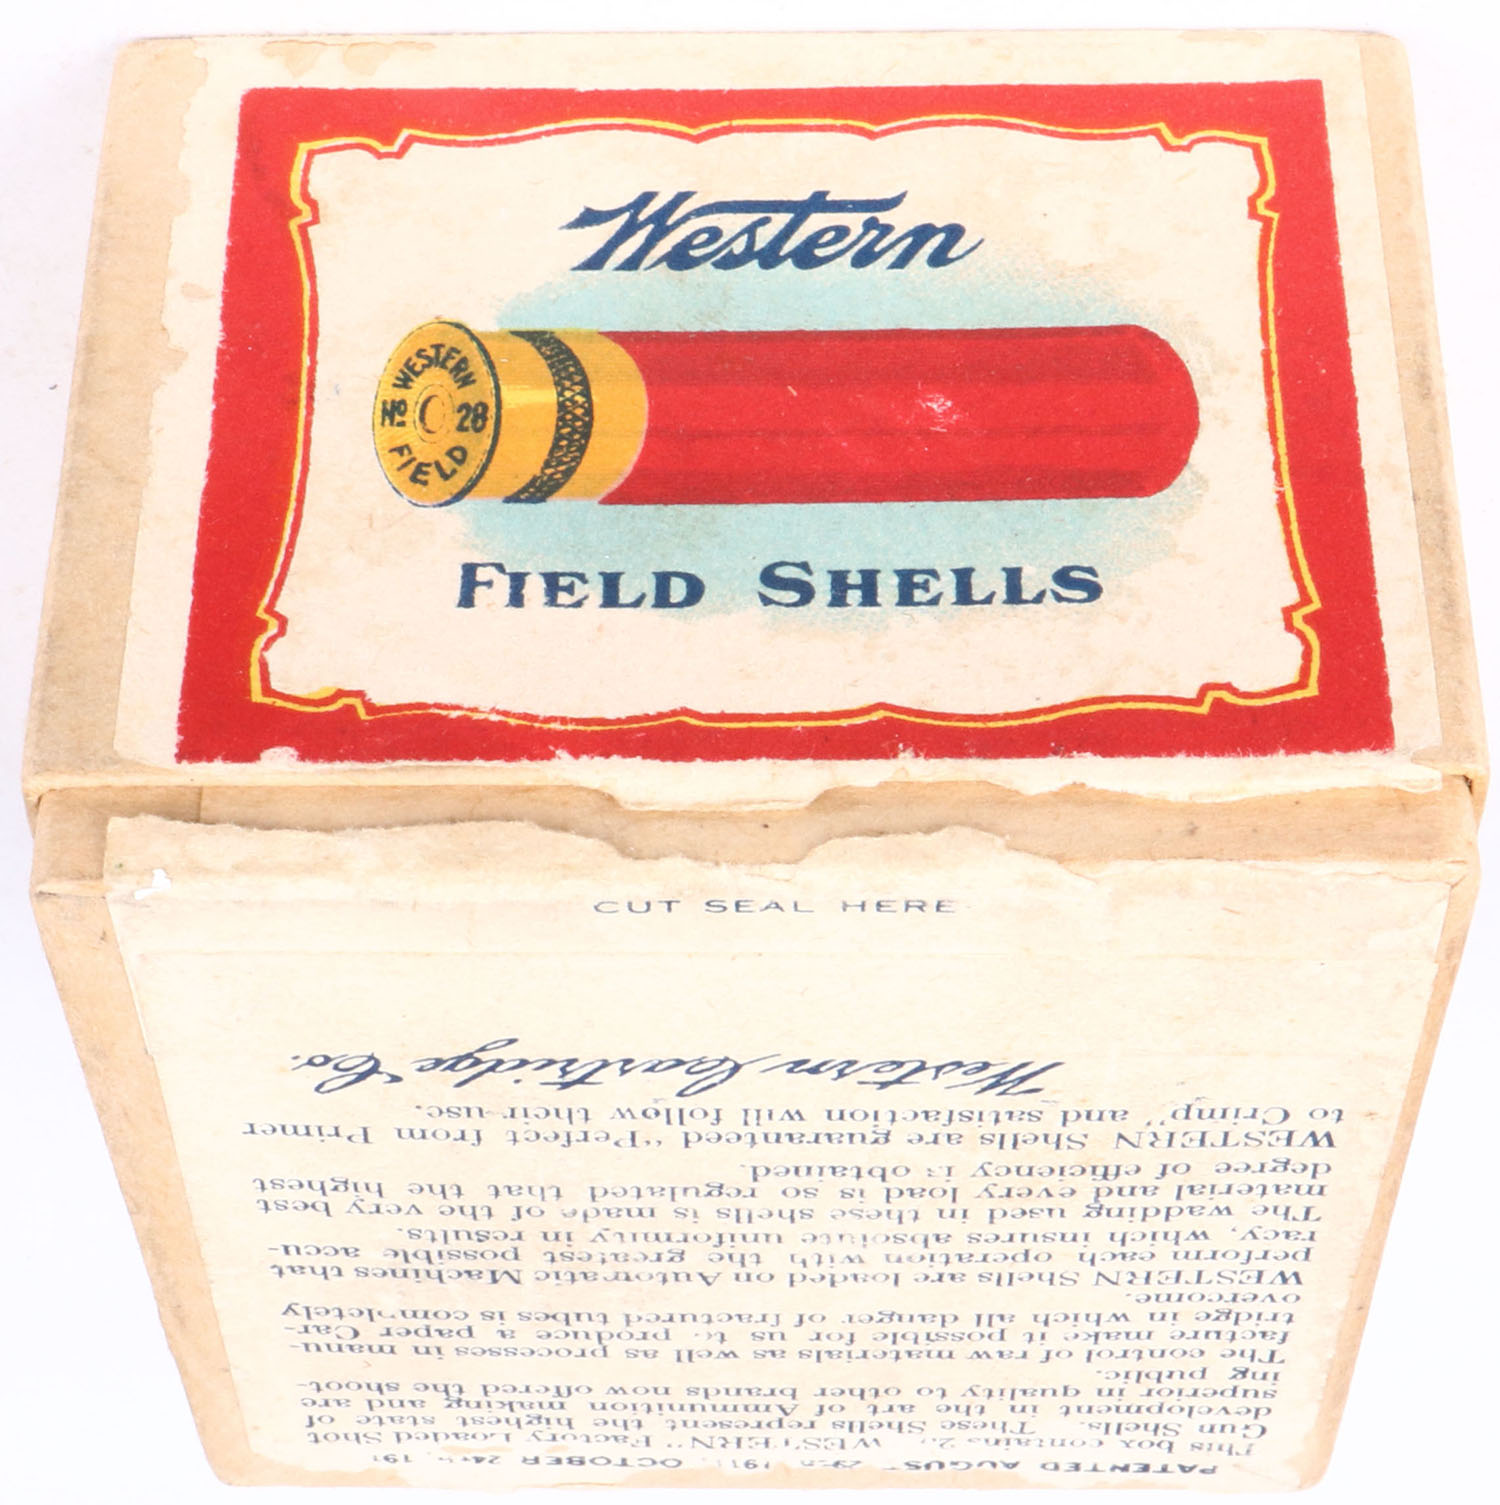 Western
WESTERN
No 28
FIELD
FIELD SHELLS
CUT SEAL HERE
PATENTED AUGUST OCTOBER
This box contains "WESTERN" Factory Loaded Shot
Gun Shells. These Shells represent the highest state of
development in the art of Ammunition making and are
superior in quality to other brands now offered the shoot-
ing public.
The control of raw materials as well as processes in manu-
facture make it possible for us to produce a paper Car-
tridge in which all danger of fractured tubes is completely
overcome.
WESTERN Shells are loaded on Automatic Machines that
perform each operation with the greatest possible accu-
racy, which insures absolute uniformity in results.
The wadding used in these shells is made of the very best
material and every load is so regulated that the highest
degree of efficiency is obtained.
WESTERN Shells are guaranteed "Perfect from Primer
to Crimp" and satisfaction will follow their use.
Western Cartridge Co.